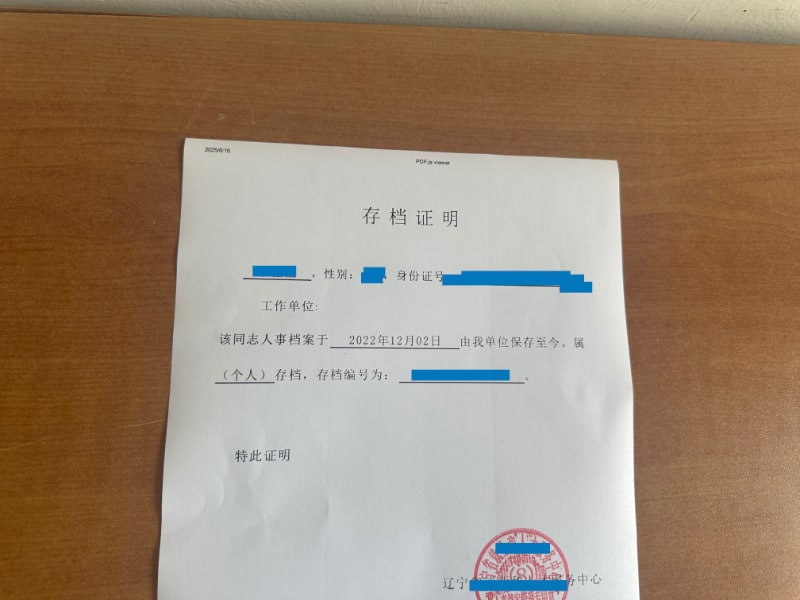 2025/6/16
PDF.js viewer
存档证明
，性别： ，身份证号
工作单位:
该同志人事档案于 2022年12月02日 由我单位保存至今。属
（个人）存档，存档编号为： 。
特此证明
辽宁 务中心